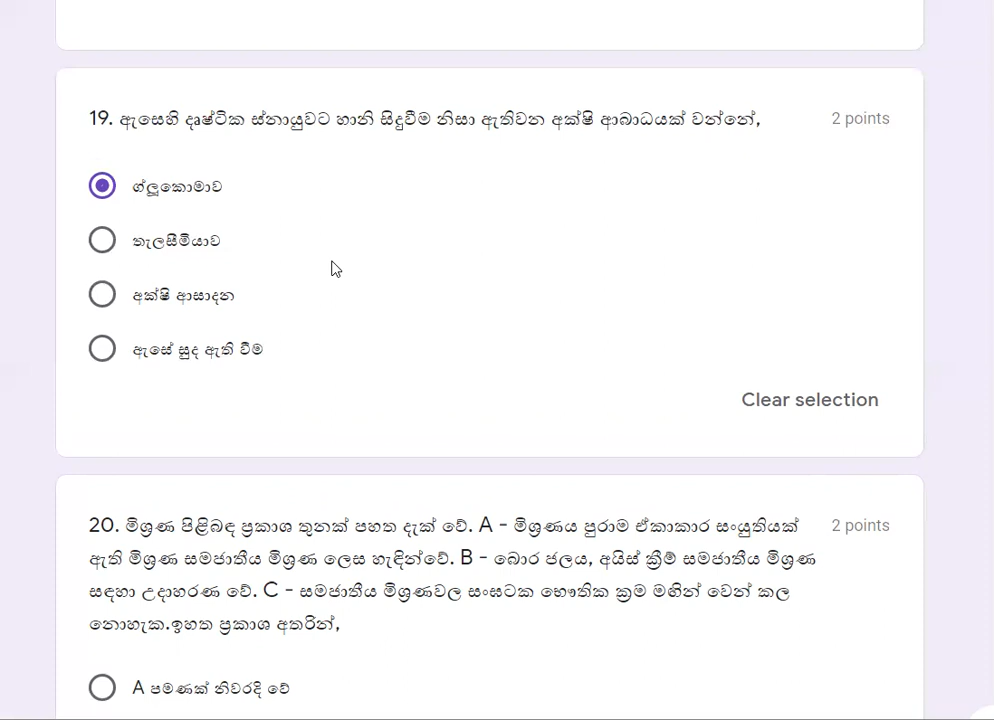 19. ඇසෙහි දෘෂ්ටික ස්නායුවට හානි සිදුවීම නිසා ඇතිවන අක්ෂි ආබාධයක් වන්නේ, 2 points
ග්ලූකොමාව
තැලසීමියාව
අක්ෂි ආසාදන
ඇසේ සුද ඇති වීම
Clear selection
20. මිශ්‍රණ පිළිබඳ ප්‍රකාශ තුනක් පහත දැක් වේ. A - මිශ්‍රණය පුරාම ඒකාකාර සංයුතියක් 2 points
ඇති මිශ්‍රණ සමජාතීය මිශ්‍රණ ලෙස හැඳින්වේ. B - බොර ජලය, අයිස් ක්‍රීම් සමජාතීය මිශ්‍රණ
සඳහා උදාහරණ වේ. C - සමජාතීය මිශ්‍රණවල සංඝටක භෞතික ක්‍රම මඟින් වෙන් කල
නොහැක.ඉහත ප්‍රකාශ අතරින්,
A පමණක් නිවරදි වේ